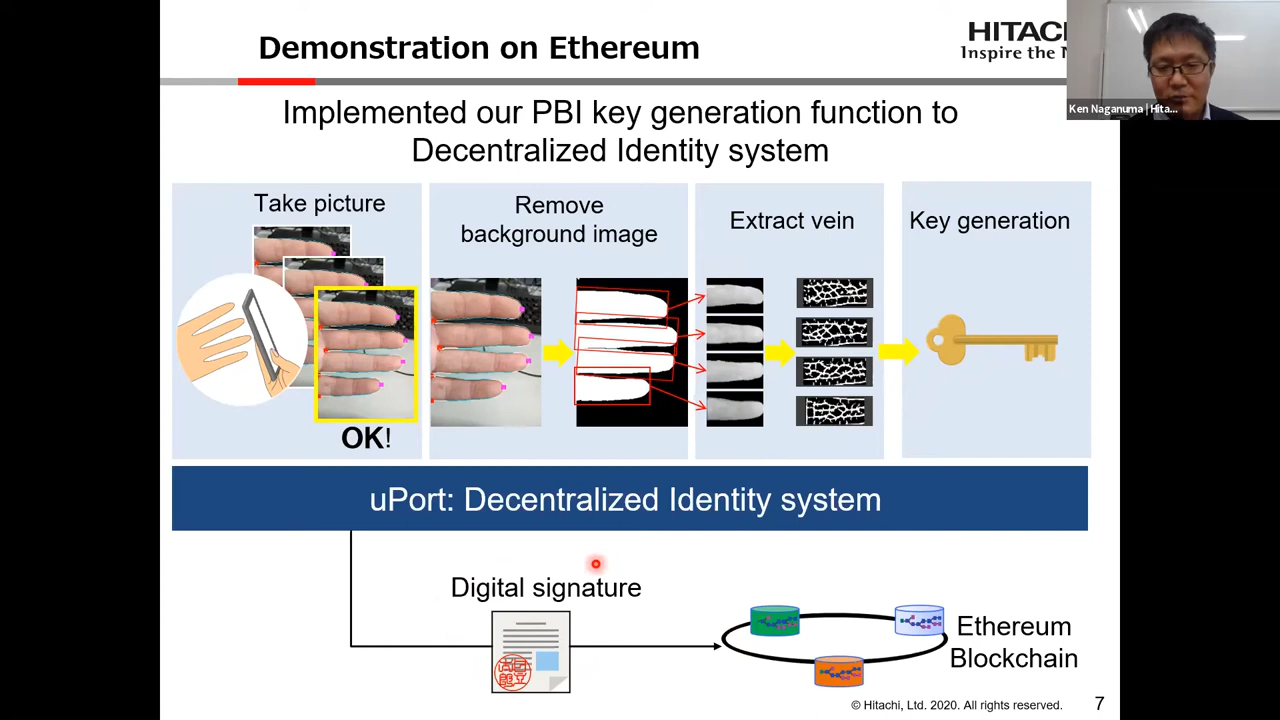 Demonstration on Ethereum
HITACH
Inspire the N
Ken Naganuma | Hita...
Implemented our PBI key generation function to
Decentralized Identity system
Take picture
Remove
background image
Extract vein
Key generation
OK!
uPort: Decentralized Identity system
Digital signature
Ethereum
Blockchain
© Hitachi, Ltd. 2020. All rights reserved.
7